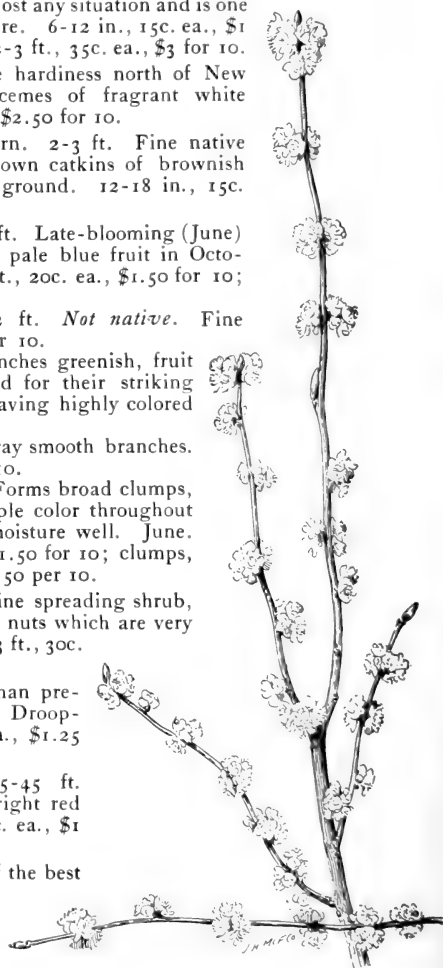 ost any situation and is one
re. 6-12 in., 15c. ea., $1
-3 ft., 35c. ea., $3 for 10.
hardiness north of New
cemes of fragrant white
$2.50 for 10.
rn. 2-3 ft. Fine native
own catkins of brownish
ground. 12-18 in., 15c.
ft. Late-blooming (June)
pale blue fruit in Octo-
t., 20c. ea., $1.50 for 10;
ft. Not native. Fine
r 10.
nches greenish, fruit
d for their striking
aving highly colored
ray smooth branches.
10.
Forms broad clumps,
ple color throughout
moisture well. June.
1.50 for 10; clumps,
50 per 10.
ine spreading shrub,
nuts which are very
ft., 30c.
han pre-
Droop-
., $1.25
5-45 ft.
right red
c. ea., $1
the best
J. H. McF. Co